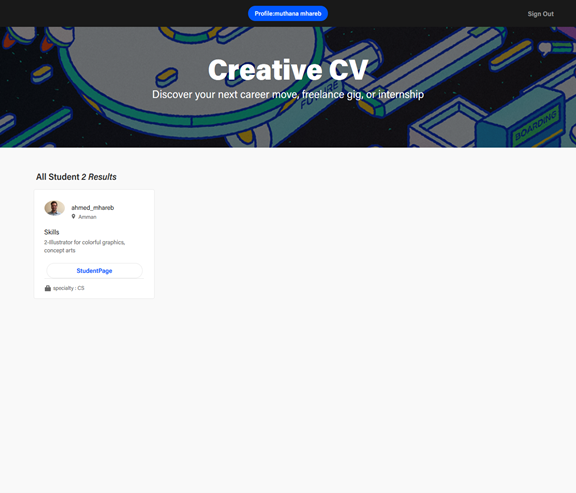 Profile:muthana mhareb
Sign Out
Creative CV
Discover your next career move, freelance gig, or internship
FUTURE
BOARDING
All Student 2 Results
ahmed_mhareb
Amman
Skills
2-Illustrator for colorful graphics,
concept arts
StudentPage
specialty : CS